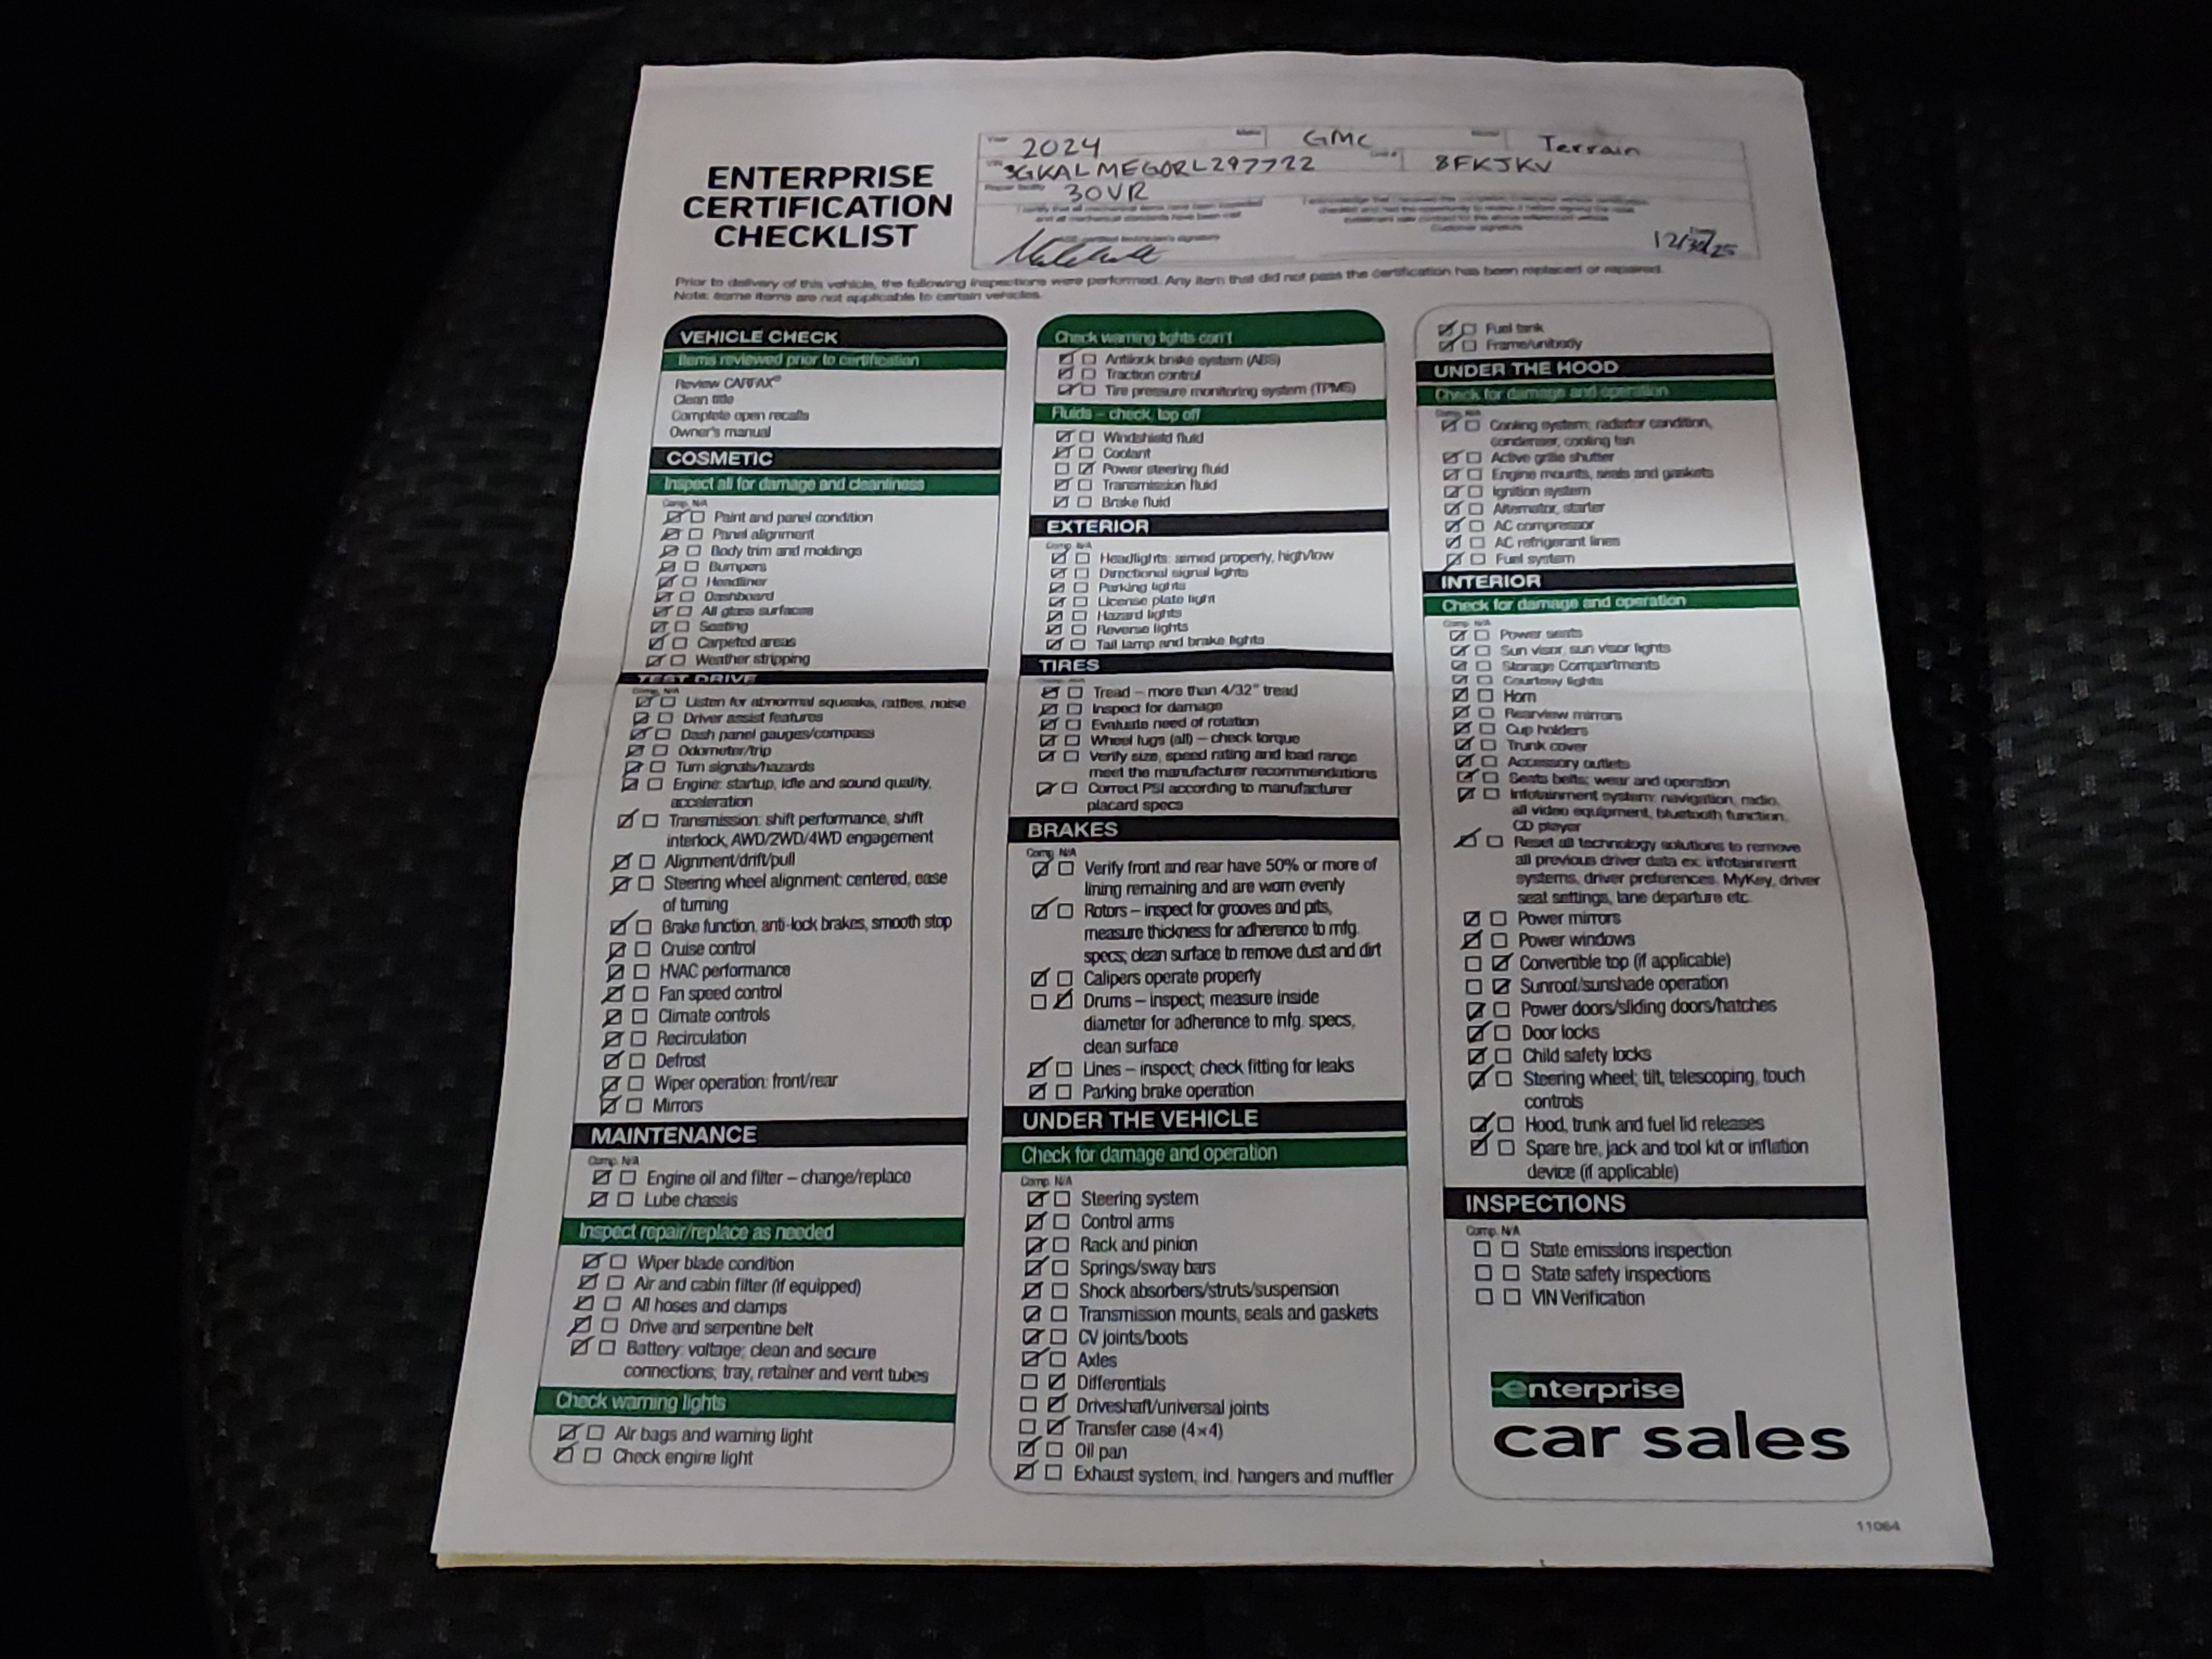 ENTERPRISE
CERTIFICATION
CHECKLIST
Year 2024 Make GMC Model Terrain
VIN 3GKALMEG0RL297722 Unit # 8FKJKV
Repair facility 30VR
I certify that all mechanical items have been inspected
and all mechanical standards have been met
ASE-certified technician's signature
Customer signature
Prior to delivery of this vehicle, the following inspections were performed. Any item that did not pass the certification has been replaced or repaired.
Note: some items are not applicable to certain vehicles.
VEHICLE CHECK
Items reviewed prior to certification
Review CARFAX®
Clean title
Complete open recalls
Owner's manual
COSMETIC
Inspect all for damage and cleanliness
Comp. N/A
Paint and panel condition
Panel alignment
Body trim and moldings
Bumpers
Headliner
Dashboard
All glass surfaces
Seating
Carpeted areas
Weather stripping
TEST DRIVE
Comp. N/A
Listen for abnormal squeaks, rattles, noise
Driver assist features
Dash panel gauges/compass
Odometer/trip
Turn signals/hazards
Engine: startup, idle and sound quality,
acceleration
Transmission: shift performance, shift
interlock, AWD/2WD/4WD engagement
Alignment/drift/pull
Steering wheel alignment: centered, ease
of turning
Brake function, anti-lock brakes, smooth stop
Cruise control
HVAC performance
Fan speed control
Climate controls
Recirculation
Defrost
Wiper operation: front/rear
Mirrors
MAINTENANCE
Comp. N/A
Engine oil and filter – change/replace
Lube chassis
Inspect repair/replace as needed
Wiper blade condition
Air and cabin filter (if equipped)
All hoses and clamps
Drive and serpentine belt
Battery: voltage; clean and secure
connections, tray, retainer and vent tubes
Check warning lights
Air bags and warning light
Check engine light
Check warning lights con't
Antilock brake system (ABS)
Traction control
Tire pressure monitoring system (TPMS)
Fluids – check, top off
Windshield fluid
Coolant
Power steering fluid
Transmission fluid
Brake fluid
EXTERIOR
Comp. N/A
Headlights: aimed properly, high/low
Directional signal lights
Parking lights
License plate light
Hazard lights
Reverse lights
Tail lamp and brake lights
TIRES
Comp. N/A
Tread – more than 4/32" tread
Inspect for damage
Evaluate need of rotation
Wheel lugs (all) – check torque
Verify size, speed rating and load range
meet the manufacturer recommendations
Correct PSI according to manufacturer
placard specs
BRAKES
Comp. N/A
Verify front and rear have 50% or more of
lining remaining and are worn evenly
Rotors – inspect for grooves and pits,
measure thickness for adherence to mfg.
specs; clean surface to remove dust and dirt
Calipers operate properly
Drums – inspect; measure inside
diameter for adherence to mfg. specs,
clean surface
Lines – inspect; check fitting for leaks
Parking brake operation
UNDER THE VEHICLE
Check for damage and operation
Comp. N/A
Steering system
Control arms
Rack and pinion
Springs/sway bars
Shock absorbers/struts/suspension
Transmission mounts, seals and gaskets
CV joints/boots
Axles
Differentials
Driveshaft/universal joints
Transfer case (4×4)
Oil pan
Exhaust system, incl. hangers and muffler
Fuel tank
Frame/unibody
UNDER THE HOOD
Check for damage and operation
Comp. N/A
Cooling system; radiator condition,
condenser, cooling fan
Active grille shutter
Engine mounts, seals and gaskets
Ignition system
Alternator, starter
AC compressor
AC refrigerant lines
Fuel system
INTERIOR
Check for damage and operation
Comp. N/A
Power seats
Sun visor, sun visor lights
Storage Compartments
Courtesy lights
Horn
Rearview mirrors
Cup holders
Trunk cover
Accessory outlets
Seats belts; wear and operation
Infotainment system: navigation, radio,
all video equipment, bluetooth function,
CD player
Reset all technology solutions to remove
all previous driver data ex: infotainment
systems, driver preferences, MyKey, driver
seat settings, lane departure etc.
Power mirrors
Power windows
Convertible top (if applicable)
Sunroof/sunshade operation
Power doors/sliding doors/hatches
Door locks
Child safety locks
Steering wheel; tilt, telescoping, touch
controls
Hood, trunk and fuel lid releases
Spare tire, jack and tool kit or inflation
device (if applicable)
INSPECTIONS
Comp. N/A
State emissions inspection
State safety inspections
VIN Verification
enterprise
car sales
11064